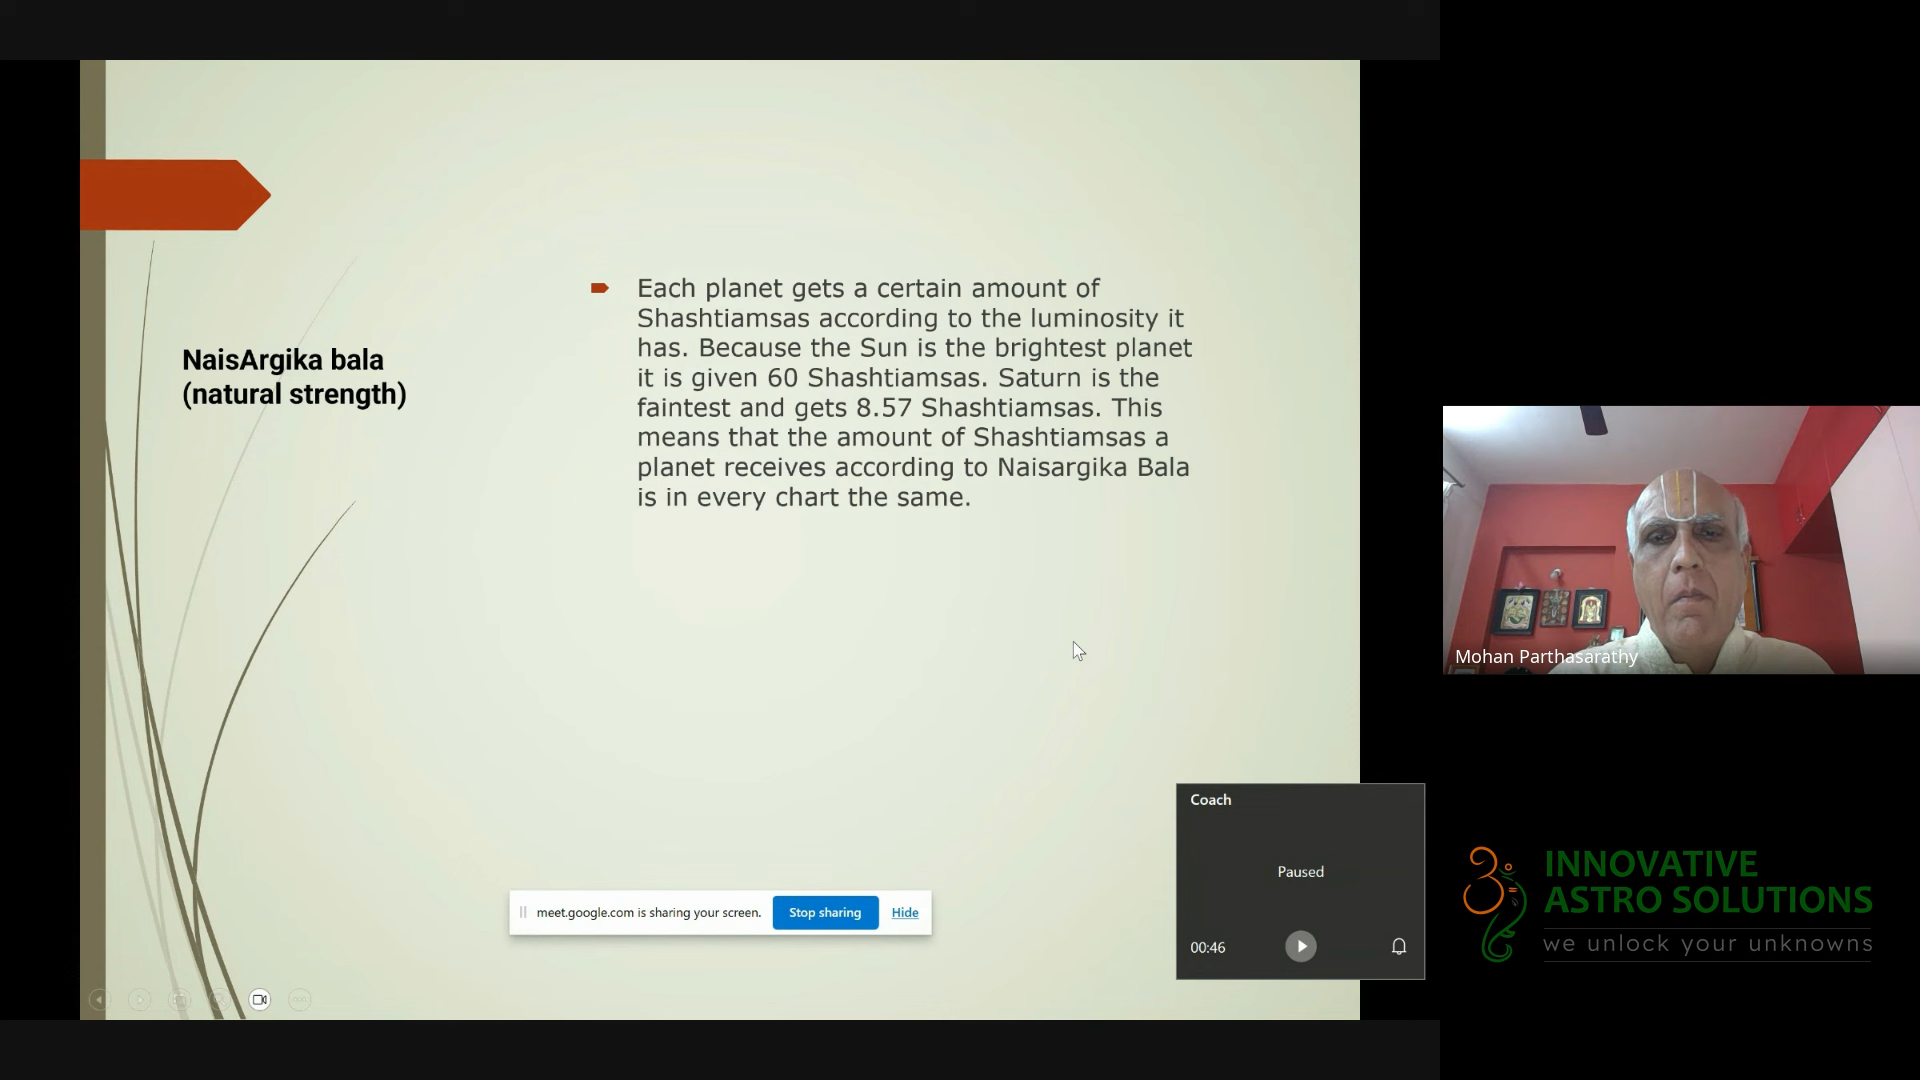 NaisArgika bala
(natural strength)
Each planet gets a certain amount of
Shashtiamsas according to the luminosity it
has. Because the Sun is the brightest planet
it is given 60 Shashtiamsas. Saturn is the
faintest and gets 8.57 Shashtiamsas. This
means that the amount of Shashtiamsas a
planet receives according to Naisargika Bala
is in every chart the same.
Mohan Parthasarathy
Coach
Paused
00:46
meet.google.com is sharing your screen.
Stop sharing
Hide
INNOVATIVE
ASTRO SOLUTIONS
we unlock your unknowns